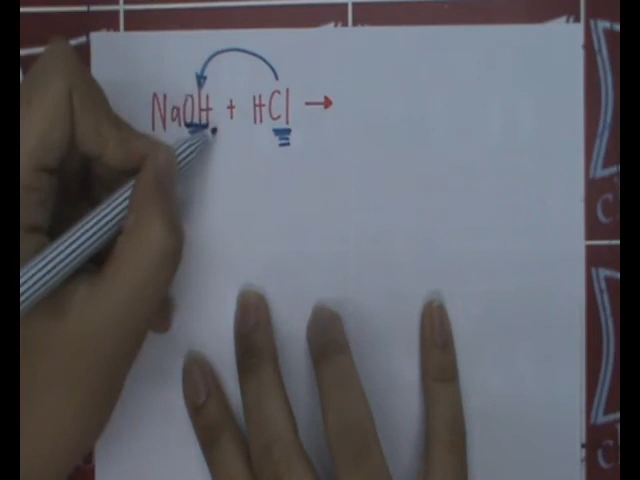 NaOH + HCl →